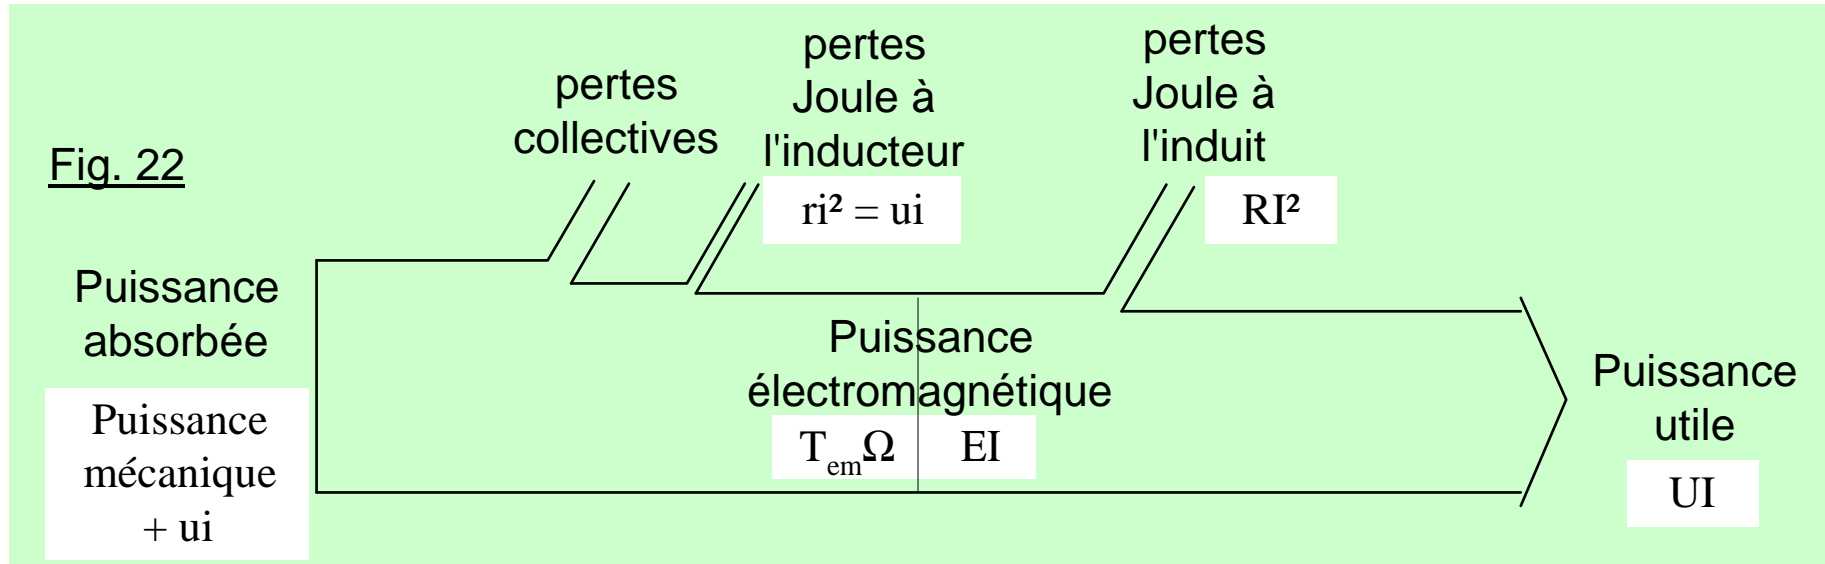 Fig. 22
pertes
collectives
pertes
Joule à
l'inducteur
ri² = ui
pertes
Joule à
l'induit
RI²
Puissance
absorbée
Puissance
mécanique
+ ui
Puissance
électromagnétique
TemΩ
EI
Puissance
utile
UI